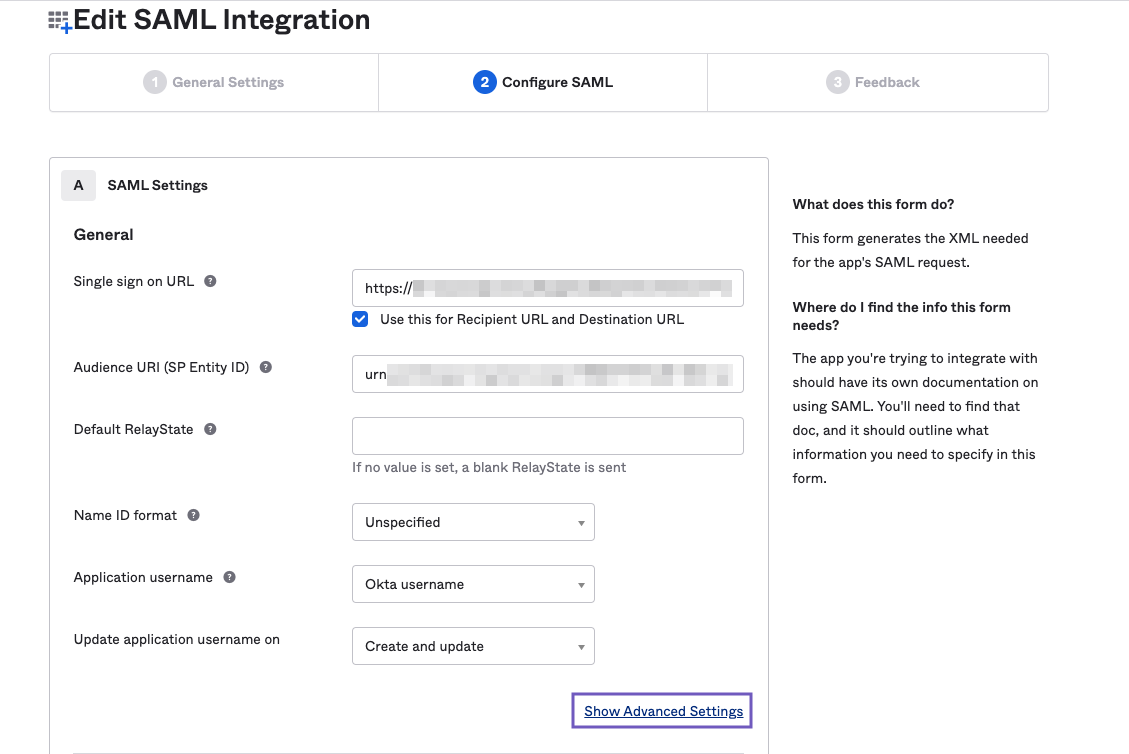 Edit SAML Integration
1 General Settings
2 Configure SAML
3 Feedback
A SAML Settings
General
Single sign on URL ?
https://
Use this for Recipient URL and Destination URL
Audience URI (SP Entity ID) ?
urn
Default RelayState ?
If no value is set, a blank RelayState is sent
Name ID format ?
Unspecified
Application username ?
Okta username
Update application username on
Create and update
Show Advanced Settings
What does this form do?
This form generates the XML needed
for the app's SAML request.
Where do I find the info this form
needs?
The app you're trying to integrate with
should have its own documentation on
using SAML. You'll need to find that
doc, and it should outline what
information you need to specify in this
form.